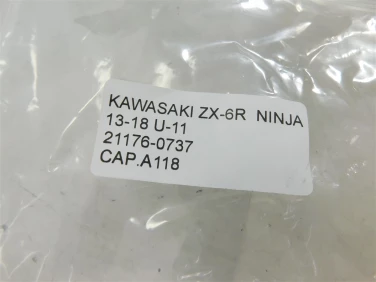 KAWASAKI ZX-6R NINJA
13-18 U-11
21176-0737
CAP.A118